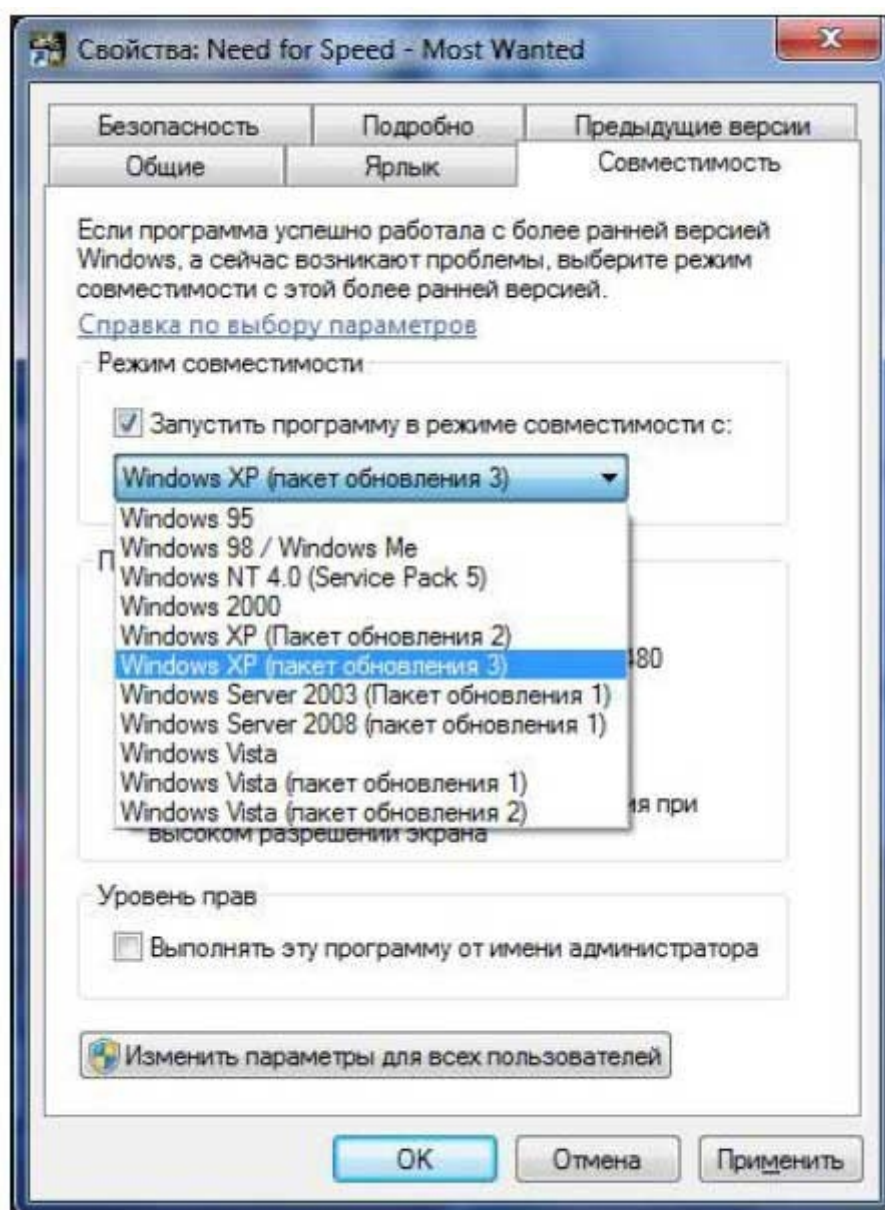 Свойства: Need for Speed - Most Wanted
Безопасность
Подробно
Предыдущие версии
Общие
Ярлык
Совместимость
Если программа успешно работала с более ранней версией
Windows, а сейчас возникают проблемы, выберите режим
совместимости с этой более ранней версией.
Справка по выбору параметров
Режим совместимости
Запустить программу в режиме совместимости с:
Windows XP (пакет обновления 3)
Windows 95
Windows 98 / Windows Me
Windows NT 4.0 (Service Pack 5)
Windows 2000
Windows XP (Пакет обновления 2)
Windows XP (пакет обновления 3)
480
Windows Server 2003 (Пакет обновления 1)
Windows Server 2008 (пакет обновления 1)
Windows Vista
Windows Vista (пакет обновления 1)
Windows Vista (пакет обновления 2)
при
высоком разрешении экрана
Уровень прав
Выполнять эту программу от имени администратора
Изменить параметры для всех пользователей
OK
Отмена
Применить